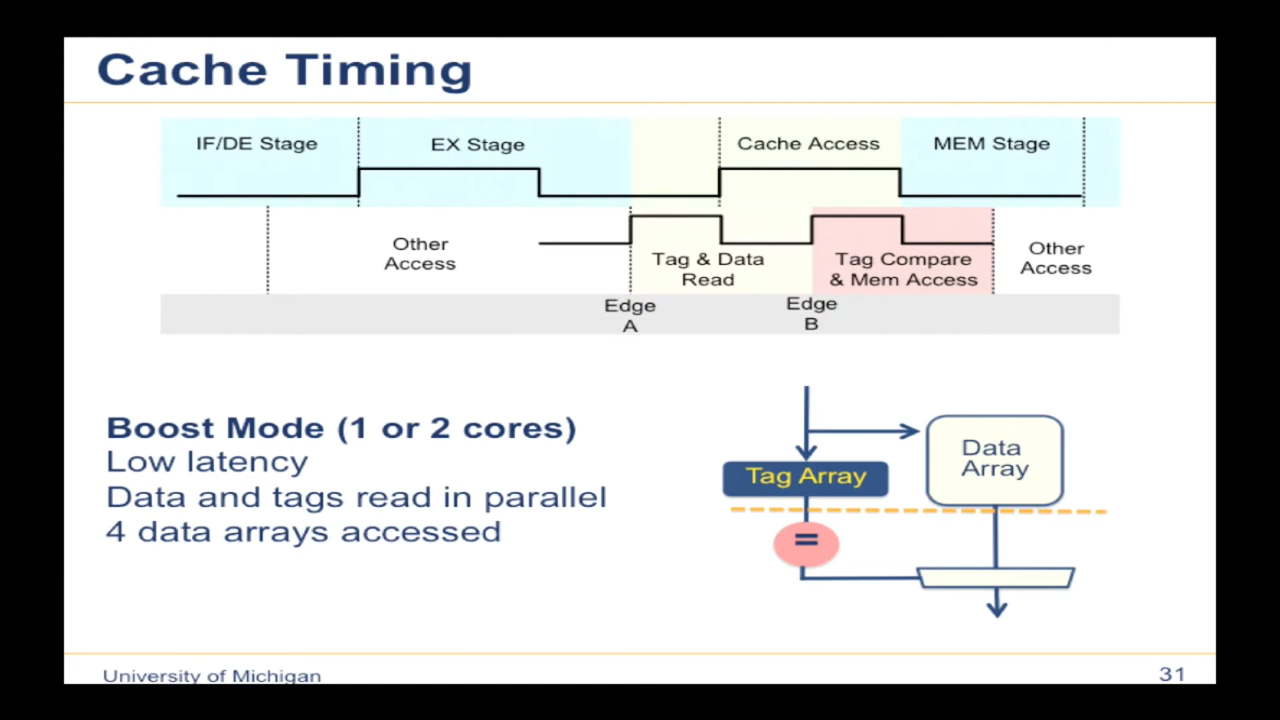 Cache Timing
IF/DE Stage
EX Stage
Cache Access
MEM Stage
Other
Access
Tag & Data
Read
Tag Compare
& Mem Access
Other
Access
Edge
A
Edge
B
Boost Mode (1 or 2 cores)
Low latency
Data and tags read in parallel
4 data arrays accessed
Tag Array
Data
Array
=
University of Michigan
31